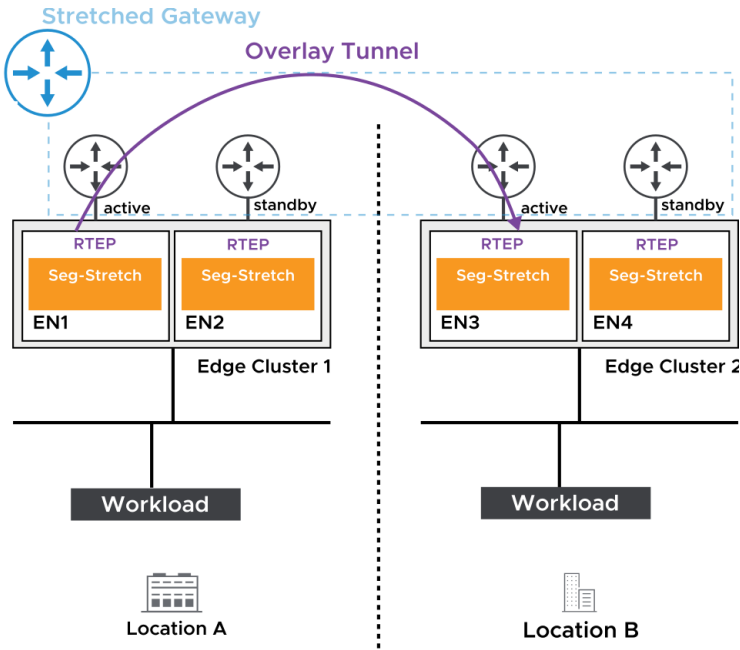 Stretched Gateway
Overlay Tunnel
active
standby
active
standby
RTEP
RTEP
RTEP
RTEP
Seg-Stretch
Seg-Stretch
Seg-Stretch
Seg-Stretch
EN1
EN2
EN3
EN4
Edge Cluster 1
Edge Cluster 2
Workload
Workload
Location A
Location B